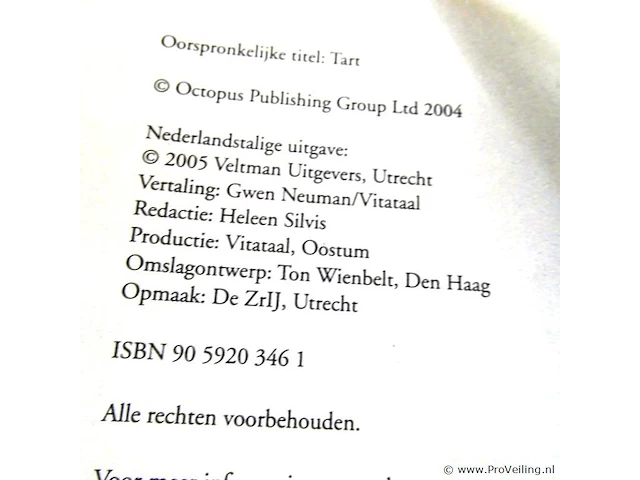 Oorspronkelijke titel: Tart
© Octopus Publishing Group Ltd 2004
Nederlandstalige uitgave:
© 2005 Veltman Uitgevers, Utrecht
Vertaling: Gwen Neuman/Vitataal
Redactie: Heleen Silvis
Productie: Vitataal, Oostum
Omslagontwerp: Ton Wienbelt, Den Haag
Opmaak: De ZrIJ, Utrecht
ISBN 90 5920 346 1
Alle rechten voorbehouden.
Voor meer
© www.ProVeiling.nl